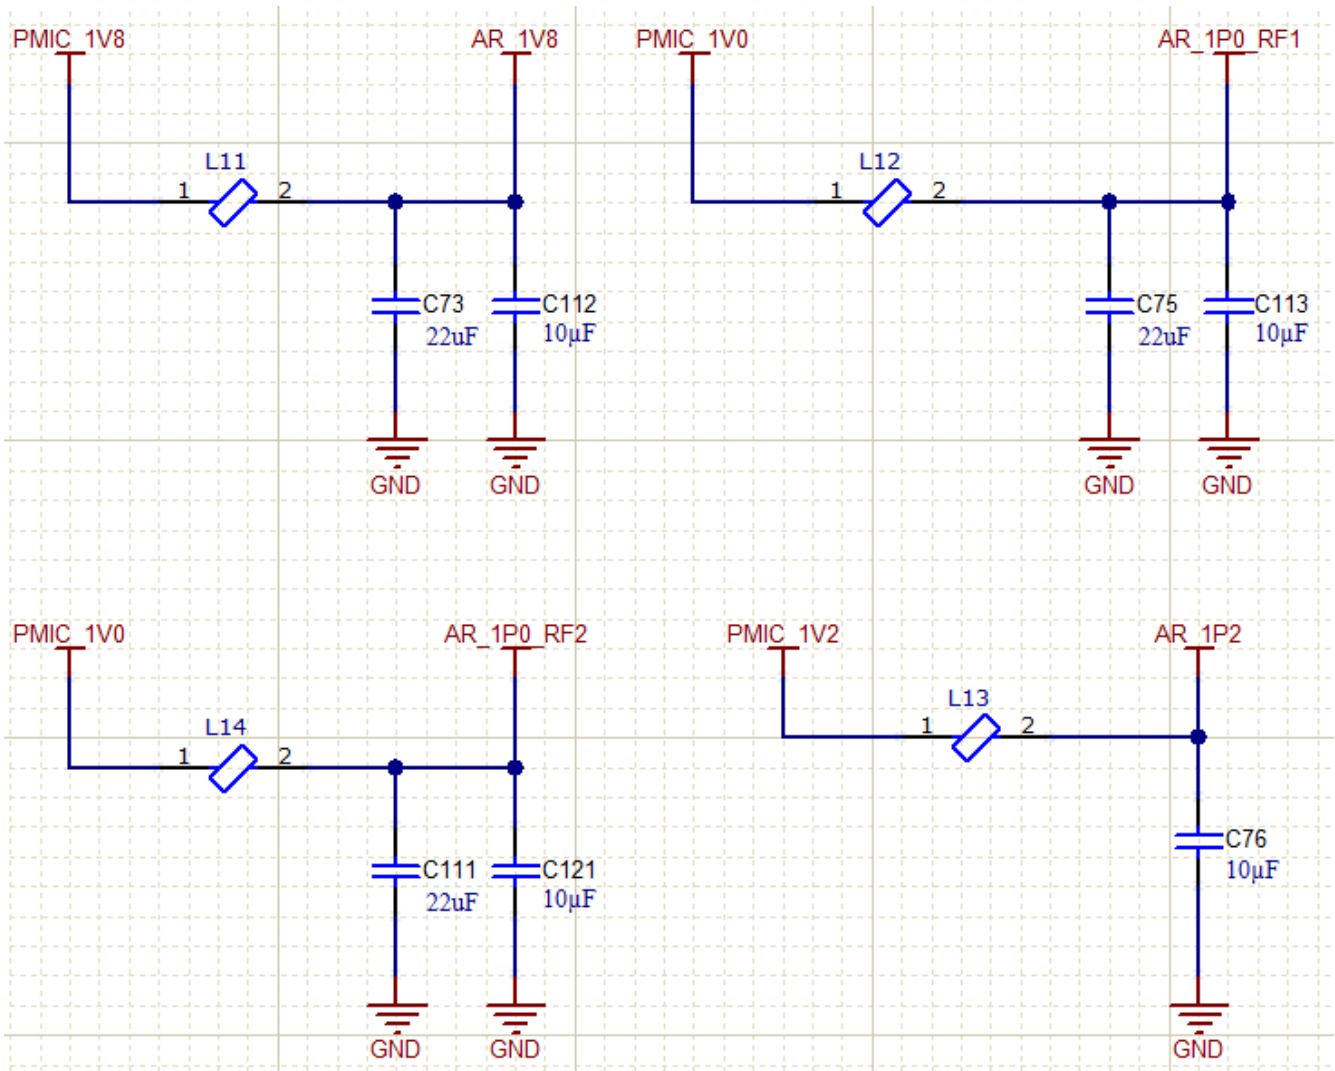 PMIC_1V8
AR_1V8
L11
1
2
C73
22uF
C112
10µF
GND
GND
PMIC_1V0
AR_1P0_RF1
L12
1
2
C75
22uF
C113
10µF
GND
GND
PMIC_1V0
AR_1P0_RF2
L14
1
2
C111
22uF
C121
10µF
GND
GND
PMIC_1V2
AR_1P2
L13
1
2
C76
10µF
GND